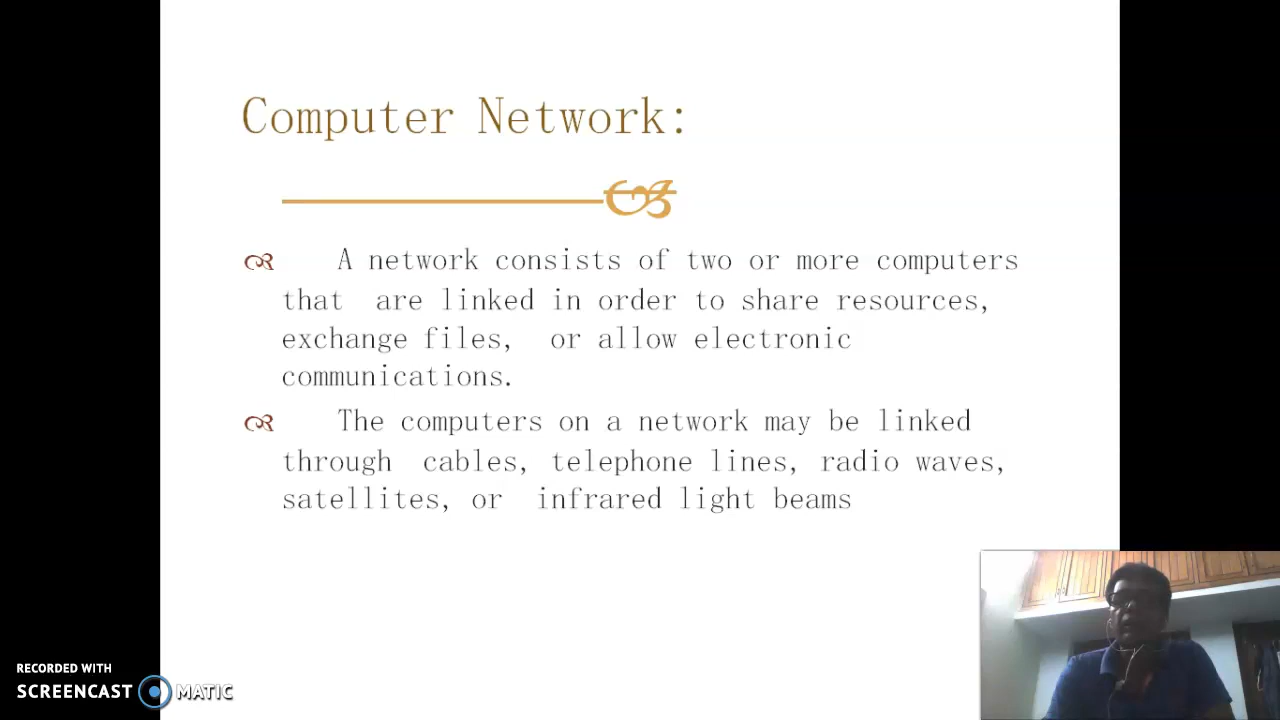 Computer Network:
A network consists of two or more computers
that are linked in order to share resources,
exchange files, or allow electronic
communications.
The computers on a network may be linked
through cables, telephone lines, radio waves,
satellites, or infrared light beams
RECORDED WITH
SCREENCAST MATIC